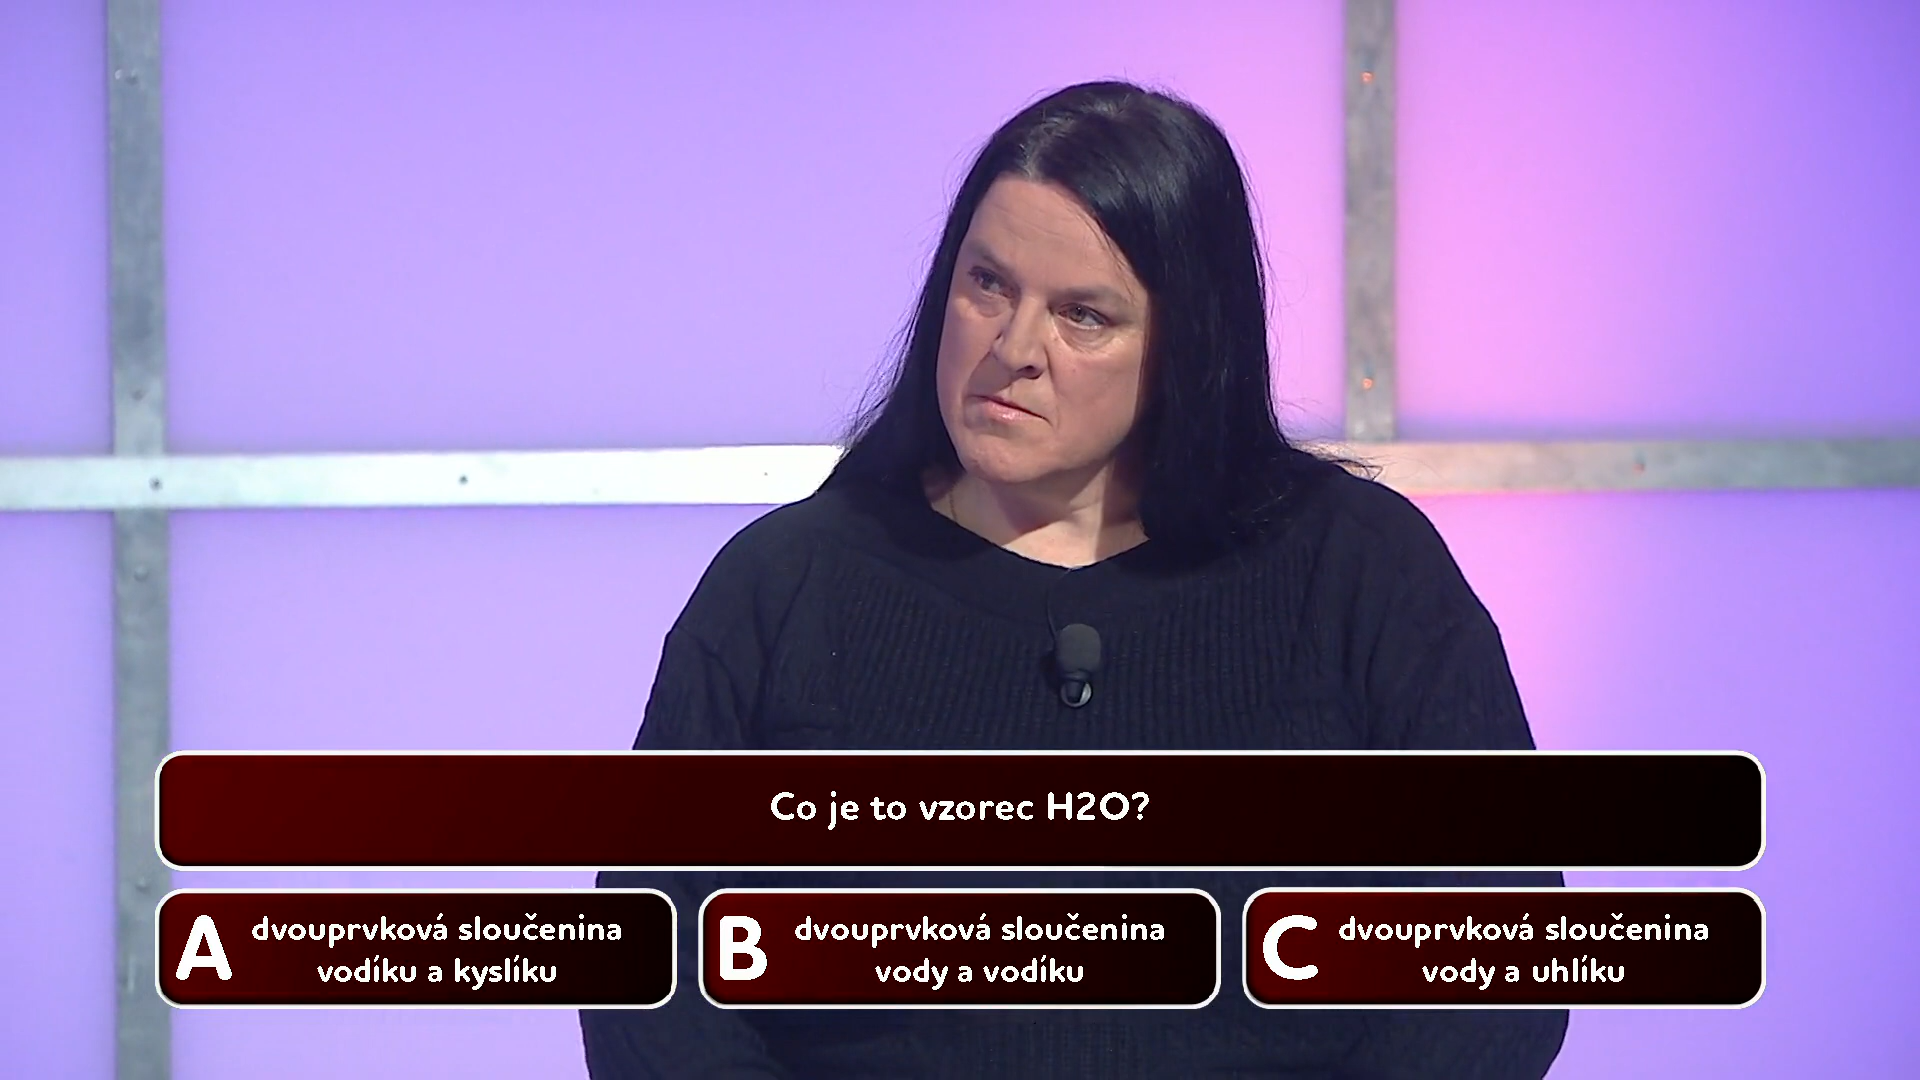 Co je to vzorec H2O?
A
dvouprvková sloučenina
vodíku a kyslíku
B
dvouprvková sloučenina
vody a vodíku
C
dvouprvková sloučenina
vody a uhlíku